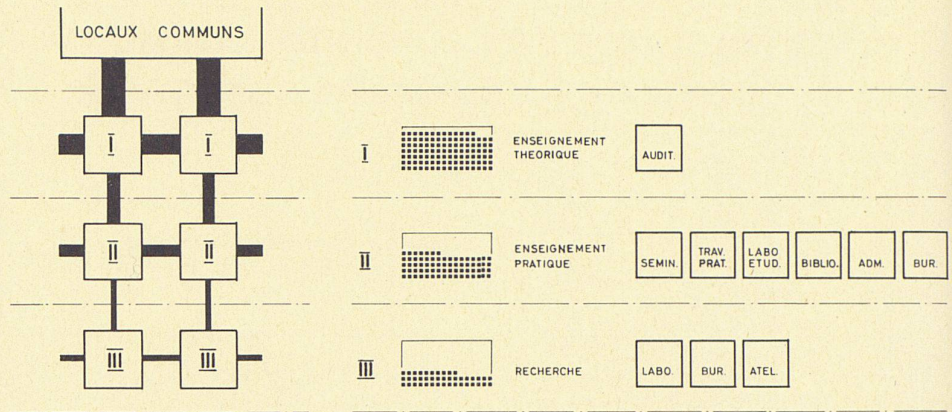 LOCAUX COMMUNS
I I
I ENSEIGNEMENT
THEORIQUE
AUDIT.
II II
II ENSEIGNEMENT
PRATIQUE
SEMIN.
TRAV.
PRAT.
LABO
ETUD.
BIBLIO.
ADM.
BUR.
III III
III RECHERCHE
LABO.
BUR.
ATEL.